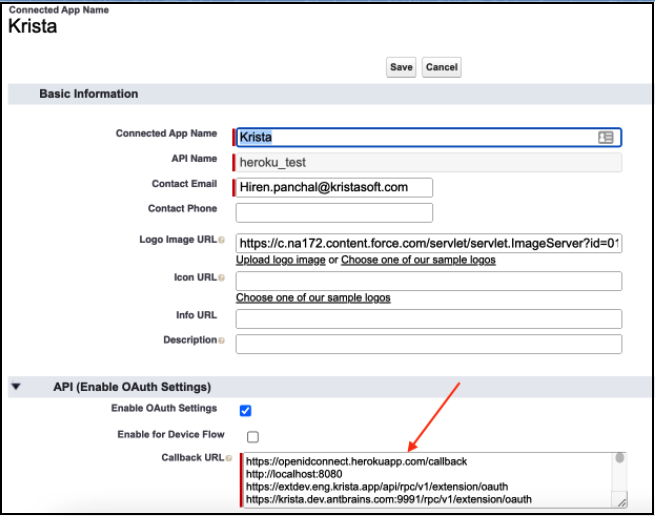 Connected App Name
Krista
Save Cancel
Basic Information
Connected App Name Krista
API Name heroku_test
Contact Email Hiren.panchal@kristasoft.com
Contact Phone
Logo Image URL https://c.na172.content.force.com/servlet/servlet.ImageServer?id=01
Upload logo image or Choose one of our sample logos
Icon URL
Choose one of our sample logos
Info URL
Description
API (Enable OAuth Settings)
Enable OAuth Settings
Enable for Device Flow
Callback URL https://openidconnect.herokuapp.com/callback
http://localhost:8080
https://extdev.eng.krista.app/api/rpc/v1/extension/oauth
https://krista.dev.antbrains.com:9991/rpc/v1/extension/oauth